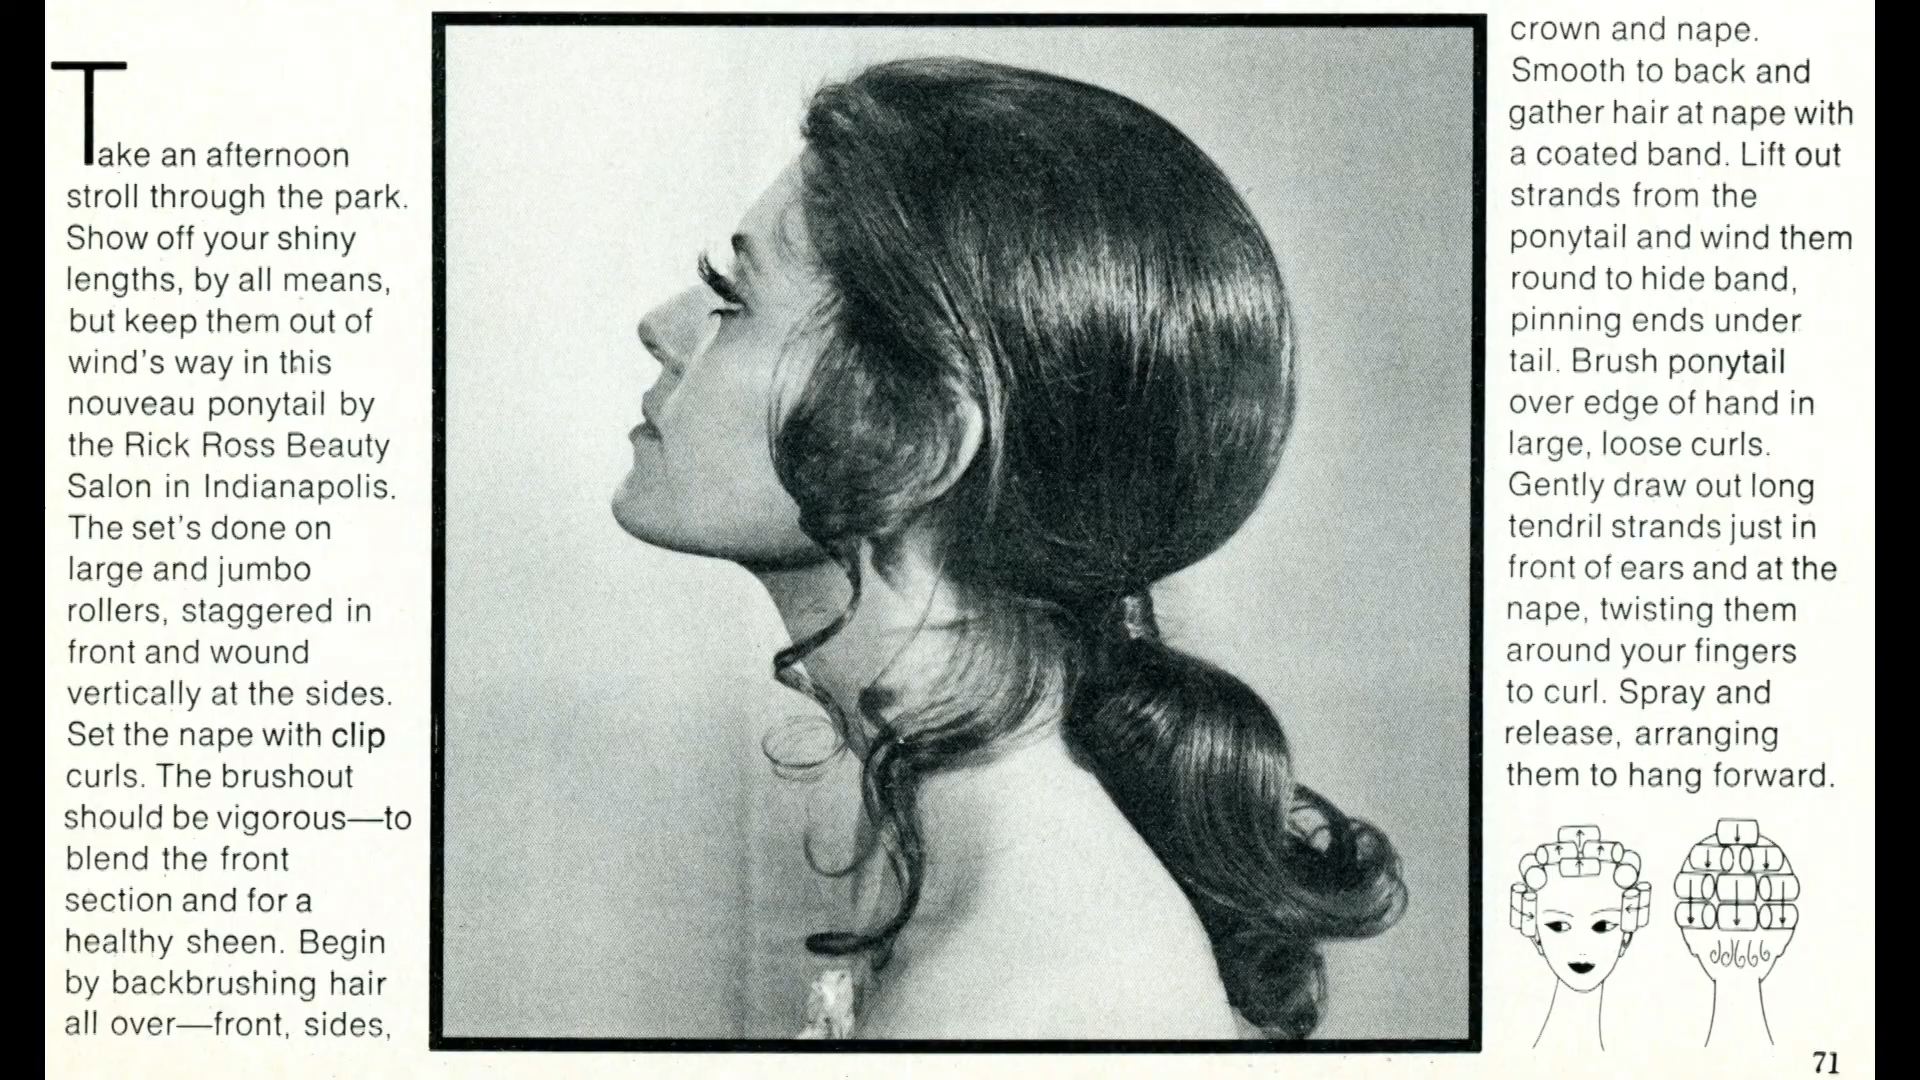 Take an afternoon
stroll through the park.
Show off your shiny
lengths, by all means,
but keep them out of
wind's way in this
nouveau ponytail by
the Rick Ross Beauty
Salon in Indianapolis.
The set's done on
large and jumbo
rollers, staggered in
front and wound
vertically at the sides.
Set the nape with clip
curls. The brushout
should be vigorous—to
blend the front
section and for a
healthy sheen. Begin
by backbrushing hair
all over—front, sides,
crown and nape.
Smooth to back and
gather hair at nape with
a coated band. Lift out
strands from the
ponytail and wind them
round to hide band,
pinning ends under
tail. Brush ponytail
over edge of hand in
large, loose curls.
Gently draw out long
tendril strands just in
front of ears and at the
nape, twisting them
around your fingers
to curl. Spray and
release, arranging
them to hang forward.
71